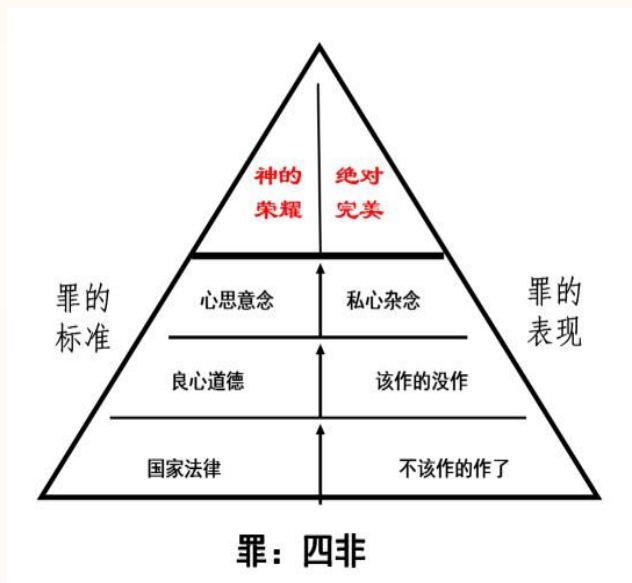 神的 绝对
荣耀 完美
罪的
标准
心思意念 私心杂念
罪的
表现
良心道德 该作的没作
国家法律 不该作的作了
罪：四非